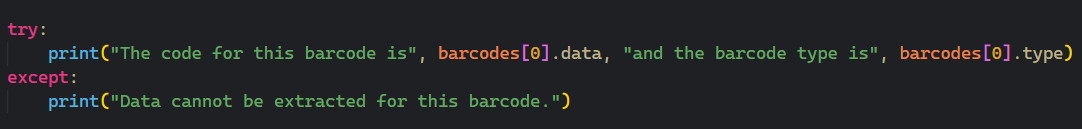 try:
    print("The code for this barcode is", barcodes[0].data, "and the barcode type is", barcodes[0].type)
except:
    print("Data cannot be extracted for this barcode.")